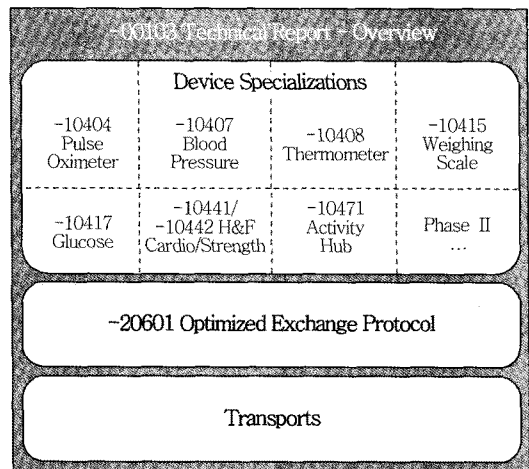 -00103 Technical Report - Overview
Device Specializations
-10404
Pulse
Oximeter
-10407
Blood
Pressure
-10408
Thermometer
-10415
Weighing
Scale
-10417
Glucose
-10441/
-10442 H&F
Cardio/Strength
-10471
Activity
Hub
Phase II
...
-20601 Optimized Exchange Protocol
Transports